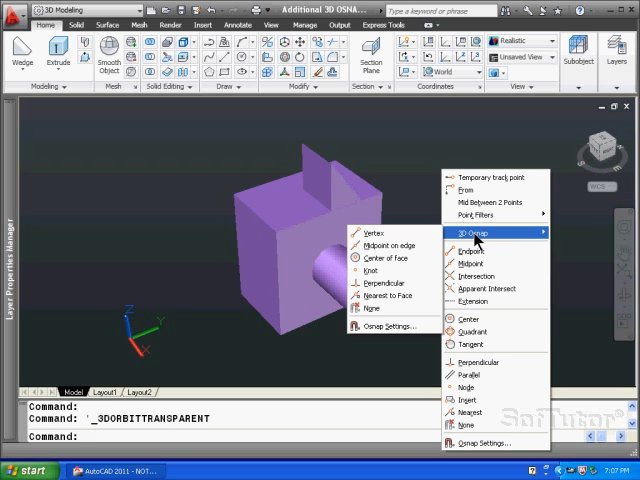 3D Modeling
Additional 3D OSNA...
Home Solid Surface Mesh Render Insert Annotate View Manage Output Express Tools
Wedge
Extrude
Smooth Object
Section Plane
World
Realistic
Unsaved View
Subobject
Layers
Modeling
Mesh
Solid Editing
Draw
Modify
Section
Coordinates
View
Layer Properties Manager
WCS
Temporary track point
From
Mid Between 2 Points
Point Filters
3D Osnap
Endpoint
Midpoint
Intersection
Apparent Intersect
Extension
Center
Quadrant
Tangent
Perpendicular
Parallel
Node
Insert
Nearest
None
Osnap Settings...
Vertex
Midpoint on edge
Center of face
Knot
Perpendicular
Nearest to Face
None
Osnap Settings...
Z
Y
X
Model Layout1 Layout2
Command:
Command: '_3DORBITTRANSPARENT
Command:
SofTutor
start
AutoCAD 2011 - NOT...
7:07 PM